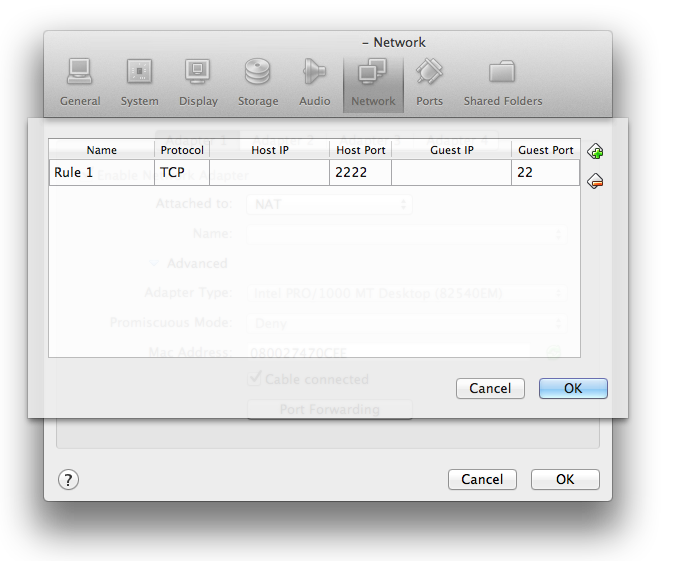 – Network
General System Display Storage Audio Network Ports Shared Folders
Adapter 1 Adapter 2 Adapter 3 Adapter 4
Name Protocol Host IP Host Port Guest IP Guest Port
Rule 1 TCP 2222 22
Enable Network Adapter
Attached to: NAT
Name:
Advanced
Adapter Type: Intel PRO/1000 MT Desktop (82540EM)
Promiscuous Mode: Deny
Mac Address: 080027470CEE
Cable connected
Cancel OK
Port Forwarding
? Cancel OK